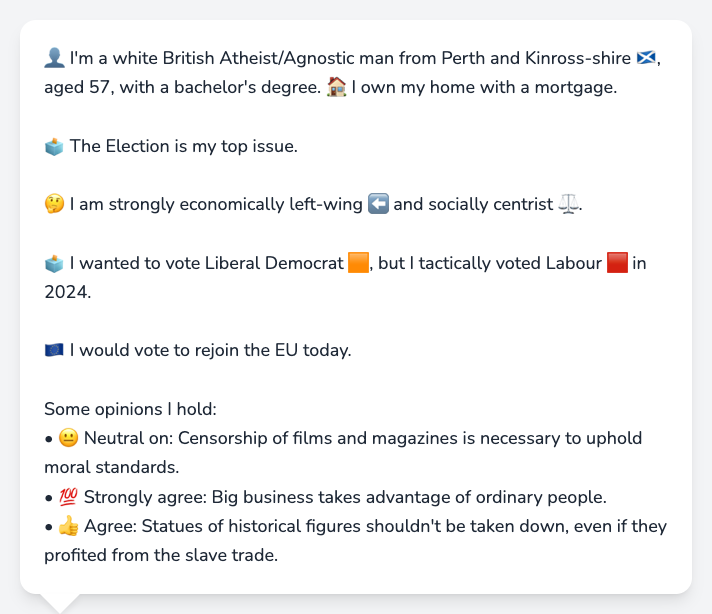 👤 I'm a white British Atheist/Agnostic man from Perth and Kinross-shire 🏴󠁧󠁢󠁳󠁣󠁴󠁿,
aged 57, with a bachelor's degree. 🏠 I own my home with a mortgage.
🗳️ The Election is my top issue.
🤔 I am strongly economically left-wing ⬅️ and socially centrist ⚖️.
🗳️ I wanted to vote Liberal Democrat 🟧, but I tactically voted Labour 🟥 in
2024.
🇪🇺 I would vote to rejoin the EU today.
Some opinions I hold:
• 😐 Neutral on: Censorship of films and magazines is necessary to uphold
moral standards.
• 💯 Strongly agree: Big business takes advantage of ordinary people.
• 👍 Agree: Statues of historical figures shouldn't be taken down, even if they
profited from the slave trade.